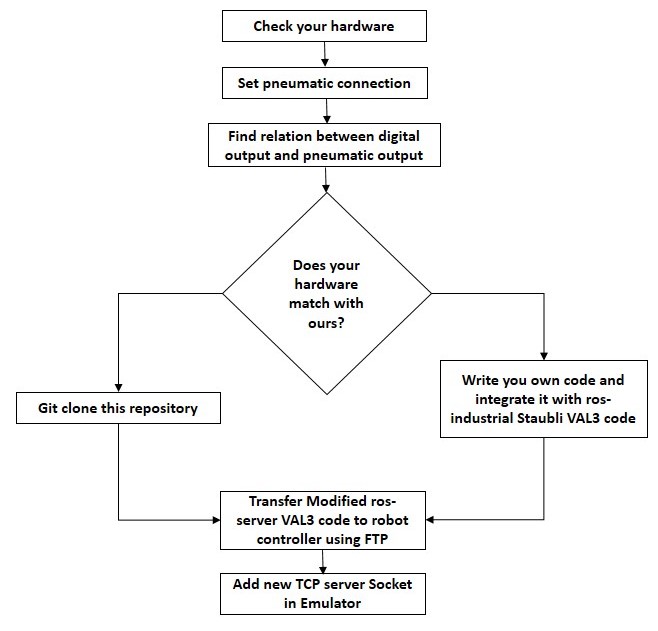 Check your hardware
Set pneumatic connection
Find relation between digital
output and pneumatic output
Does your
hardware
match with
ours?
Git clone this repository
Write you own code and
integrate it with ros-
industrial Staubli VAL3 code
Transfer Modified ros-
server VAL3 code to robot
controller using FTP
Add new TCP server Socket
in Emulator